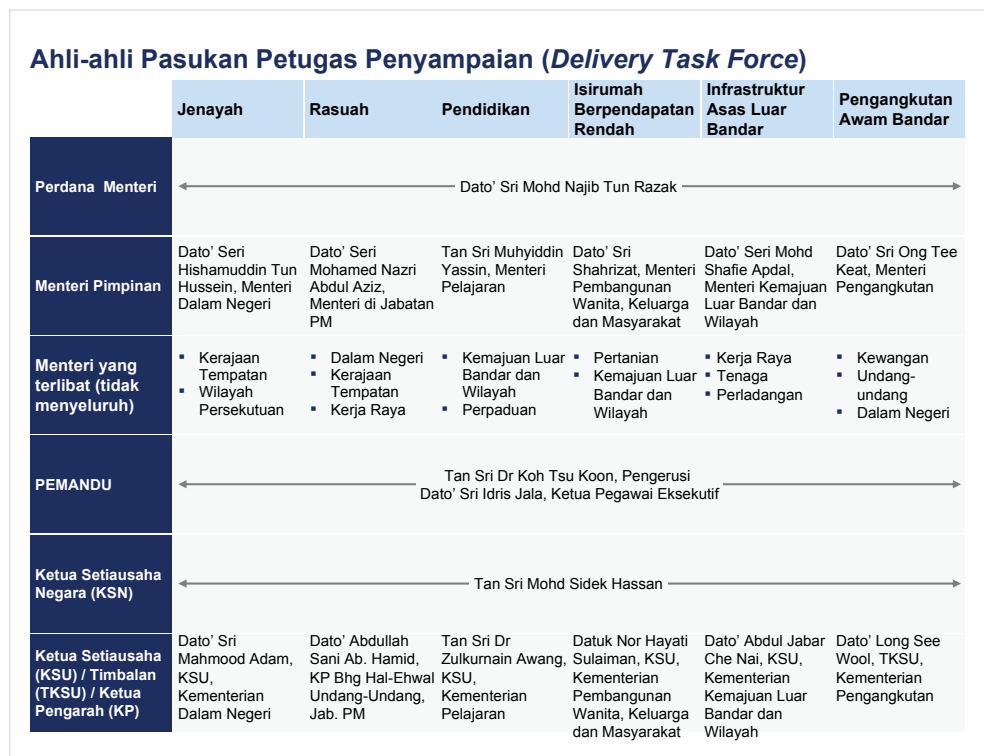 Ahli-ahli Pasukan Petugas Penyampaian (Delivery Task Force)
Jenayah
Rasuah
Pendidikan
Isirumah
Berpendapatan
Rendah
Infrastruktur
Asas Luar
Bandar
Pengangkutan
Awam Bandar
Perdana Menteri
Dato' Sri Mohd Najib Tun Razak
Menteri Pimpinan
Dato' Seri
Hishamuddin Tun
Hussein, Menteri
Dalam Negeri
Dato' Seri
Mohamed Nazri
Abdul Aziz,
Menteri di Jabatan
PM
Tan Sri Muhyiddin
Yassin, Menteri
Pelajaran
Dato' Sri
Shahrizat, Menteri
Pembangunan
Wanita, Keluarga
dan Masyarakat
Dato' Seri Mohd
Shafie Apdal,
Menteri Kemajuan
Luar Bandar dan
Wilayah
Dato' Sri Ong Tee
Keat, Menteri
Pengangkutan
Menteri yang
terlibat (tidak
menyeluruh)
▪ Kerajaan
Tempatan
▪ Wilayah
Persekutuan
▪ Dalam Negeri
▪ Kerajaan
Tempatan
▪ Kerja Raya
▪ Kemajuan Luar
Bandar dan
Wilayah
▪ Perpaduan
▪ Pertanian
▪ Kemajuan Luar
Bandar dan
Wilayah
▪ Kerja Raya
▪ Tenaga
▪ Perladangan
▪ Kewangan
▪ Undang-
undang
▪ Dalam Negeri
PEMANDU
Tan Sri Dr Koh Tsu Koon, Pengerusi
Dato' Sri Idris Jala, Ketua Pegawai Eksekutif
Ketua Setiausaha
Negara (KSN)
Tan Sri Mohd Sidek Hassan
Ketua Setiausaha
(KSU) / Timbalan
(TKSU) / Ketua
Pengarah (KP)
Dato' Sri
Mahmood Adam,
KSU,
Kementerian
Dalam Negeri
Dato' Abdullah
Sani Ab. Hamid,
KP Bhg Hal-Ehwal
Undang-Undang,
Jab. PM
Tan Sri Dr
Zulkurnain Awang,
KSU,
Kementerian
Pelajaran
Datuk Nor Hayati
Sulaiman, KSU,
Kementerian
Pembangunan
Wanita, Keluarga
dan Masyarakat
Dato' Abdul Jabar
Che Nai, KSU,
Kementerian
Kemajuan Luar
Bandar dan
Wilayah
Dato' Long See
Wool, TKSU,
Kementerian
Pengangkutan